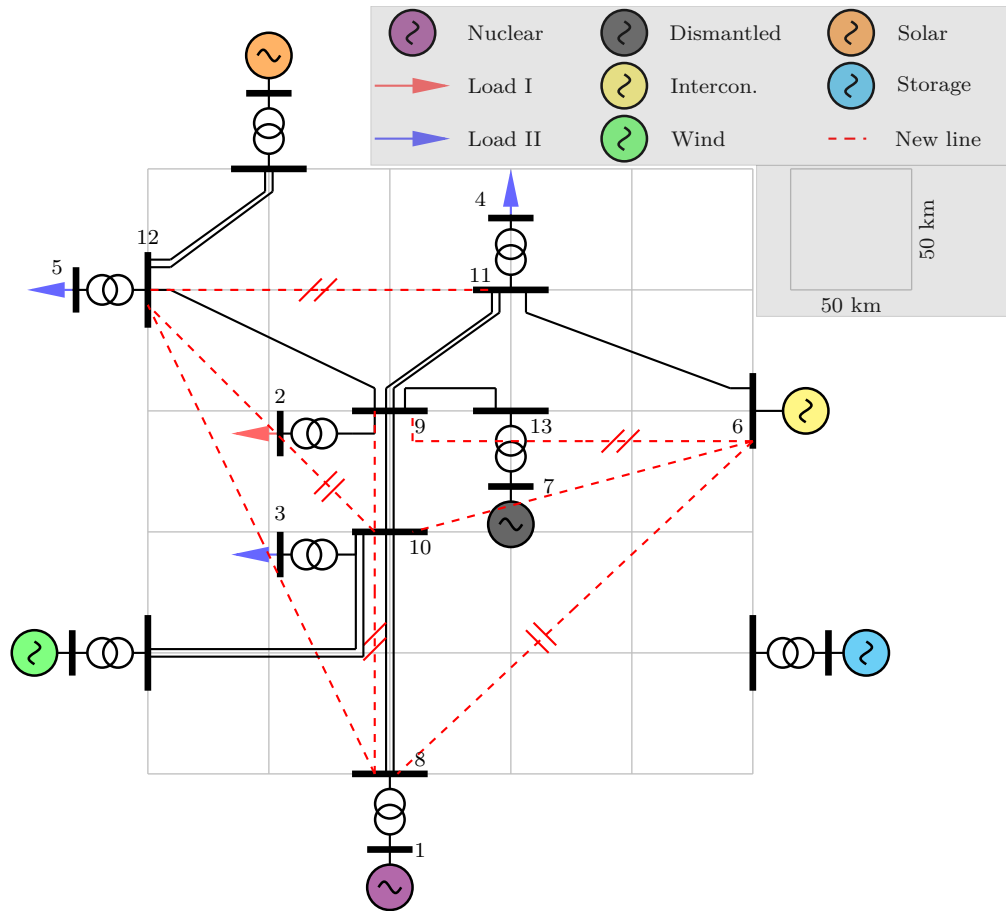 Nuclear
Dismantled
Solar
Load I
Intercon.
Storage
Load II
Wind
New line
50 km
50 km
4
12
11
5
2
9
13
6
7
3
10
8
1